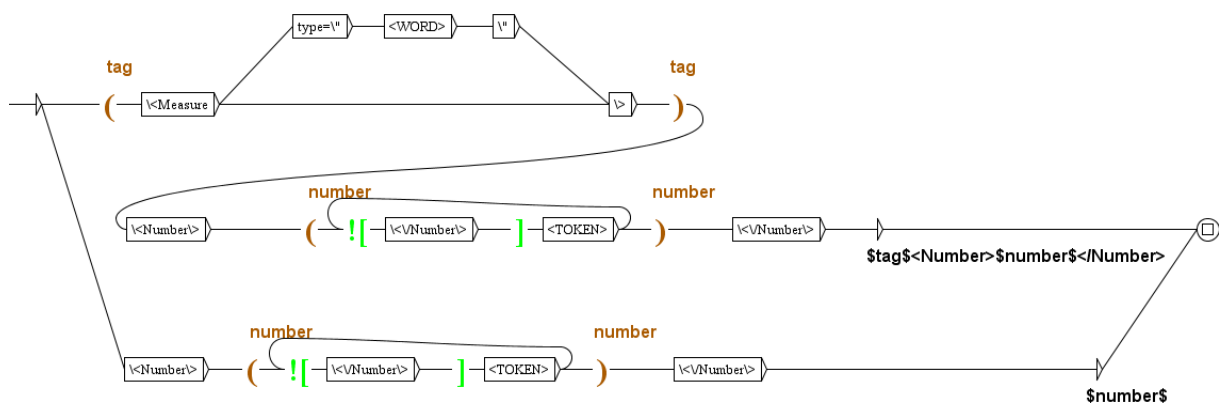 type=\" <WORD> \"
tag tag
( \<Measure \> )
number number
\<Number\> ( ![ \<\/Number\> ] <TOKEN> ) \<\/Number\>
$tag$<Number>$number$</Number>
number number
\<Number\> ( ![ \<\/Number\> ] <TOKEN> ) \<\/Number\>
$number$